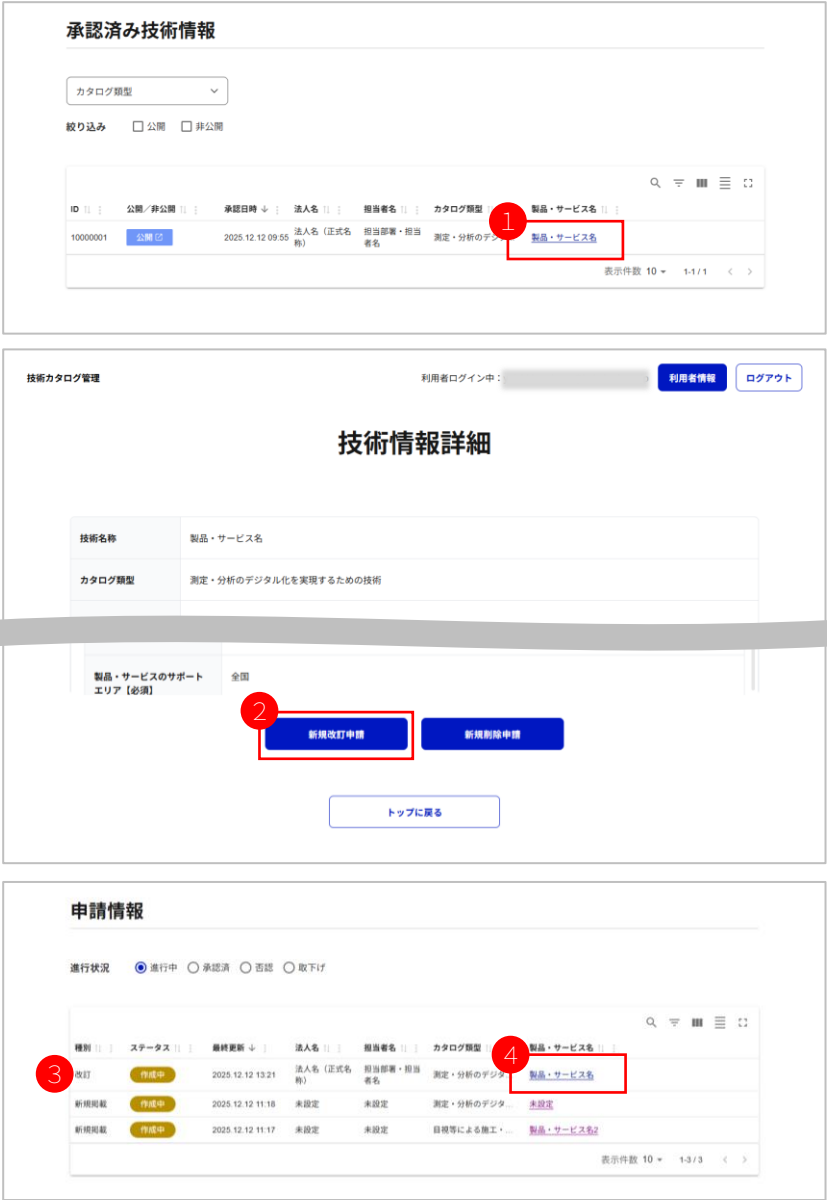 承認済み技術情報
カタログ類型
絞り込み 公開 非公開
ID 公開／非公開 承認日時 法人名 担当者名 カタログ類型 製品・サービス名
1
10000001 公開 2025.12.12 09:55 法人名（正式名称） 担当部署・担当者名 測定・分析のデジ 製品・サービス名
表示件数 10 1-1 / 1
技術カタログ管理 利用者ログイン中： 利用者情報 ログアウト
技術情報詳細
技術名称 製品・サービス名
カタログ類型 測定・分析のデジタル化を実現するための技術
製品・サービスのサポート 全国
エリア【必須】
2
新規改訂申請 新規削除申請
トップに戻る
申請情報
進行状況 進行中 承認済 否認 取下げ
種別 ステータス 最終更新 法人名 担当者名 カタログ類型 製品・サービス名
3 4
改訂 作成中 2025.12.12 13:21 法人名（正式名称） 担当部署・担当者名 測定・分析のデジタ... 製品・サービス名
新規掲載 作成中 2025.12.12 11:18 未設定 未設定 測定・分析のデジタ... 未設定
新規掲載 作成中 2025.12.12 11:17 未設定 未設定 目視等による施工・... 製品・サービス名2
表示件数 10 1-3 / 3